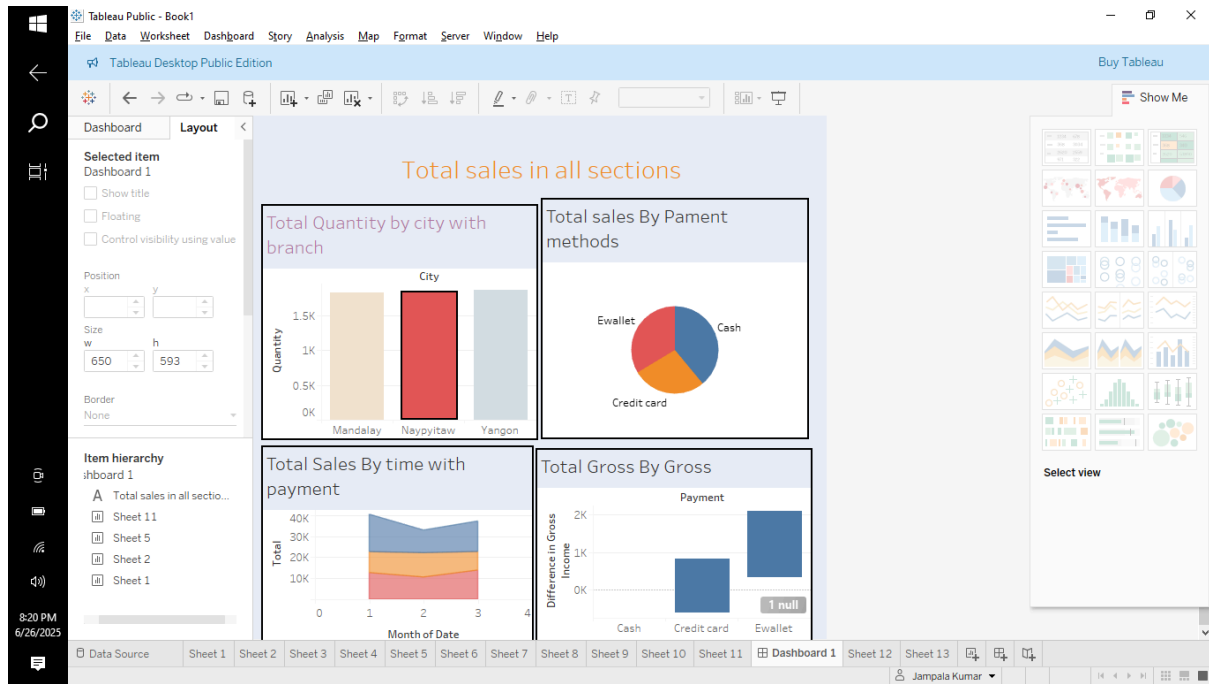 Tableau Public - Book1
File Data Worksheet Dashboard Story Analysis Map Format Server Window Help
Tableau Desktop Public Edition
Buy Tableau
Show Me
Dashboard
Layout
Selected item
Dashboard 1
Show title
Floating
Control visibility using value
Position
x y
Size
w h
650 593
Border
None
Item hierarchy
shboard 1
Total sales in all sectio...
Sheet 11
Sheet 5
Sheet 2
Sheet 1
Total sales in all sections
Total Quantity by city with
branch
City
Quantity
1.5K
1K
0.5K
0K
Mandalay Naypyitaw Yangon
Total sales By Pament
methods
Ewallet
Cash
Credit card
Total Sales By time with
payment
Total
40K
30K
20K
10K
0 1 2 3 4
Month of Date
Total Gross By Gross
Payment
Difference in Gross
Income
2K
1K
0K
1 null
Cash Credit card Ewallet
Select view
8:20 PM
6/26/2025
Data Source Sheet 1 Sheet 2 Sheet 3 Sheet 4 Sheet 5 Sheet 6 Sheet 7 Sheet 8 Sheet 9 Sheet 10 Sheet 11 Dashboard 1 Sheet 12 Sheet 13
Jampala Kumar